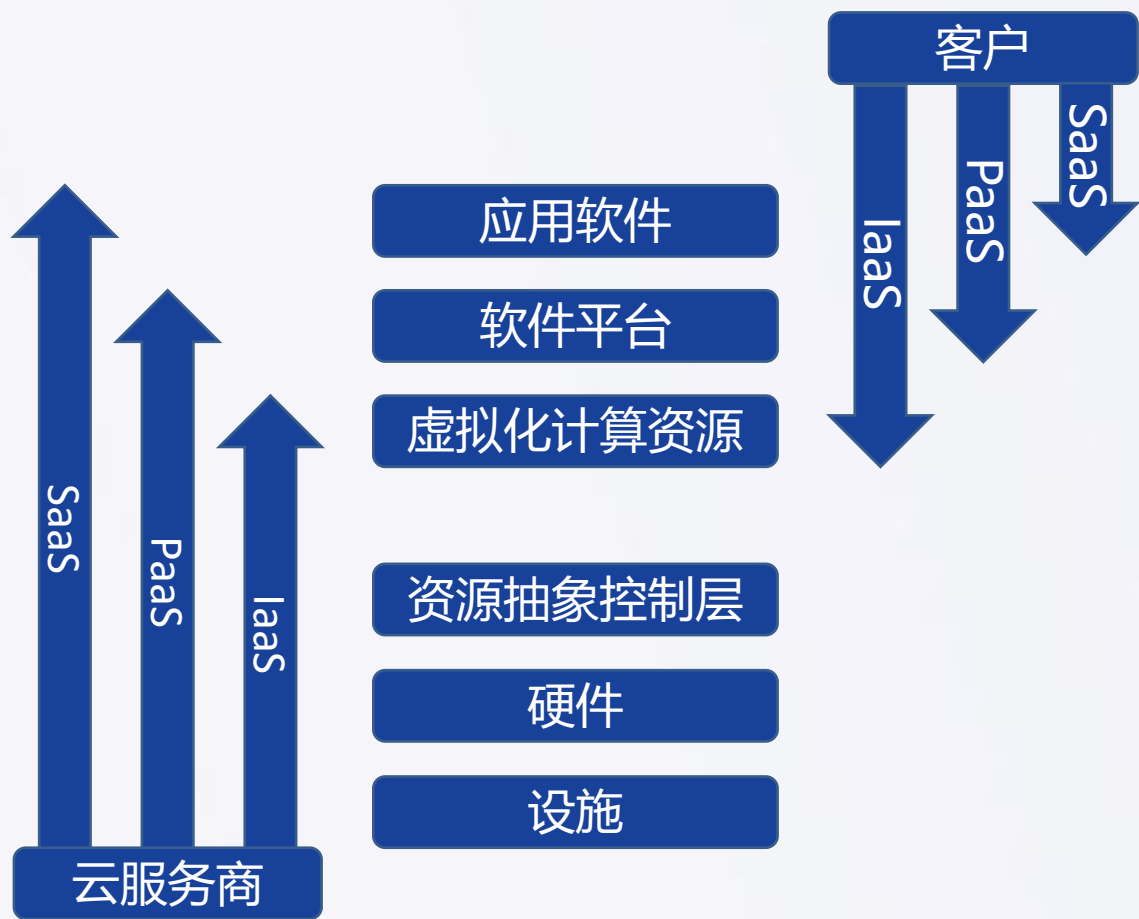 客户
SaaS
PaaS
IaaS
应用软件
软件平台
虚拟化计算资源
SaaS
PaaS
IaaS
资源抽象控制层
硬件
设施
云服务商